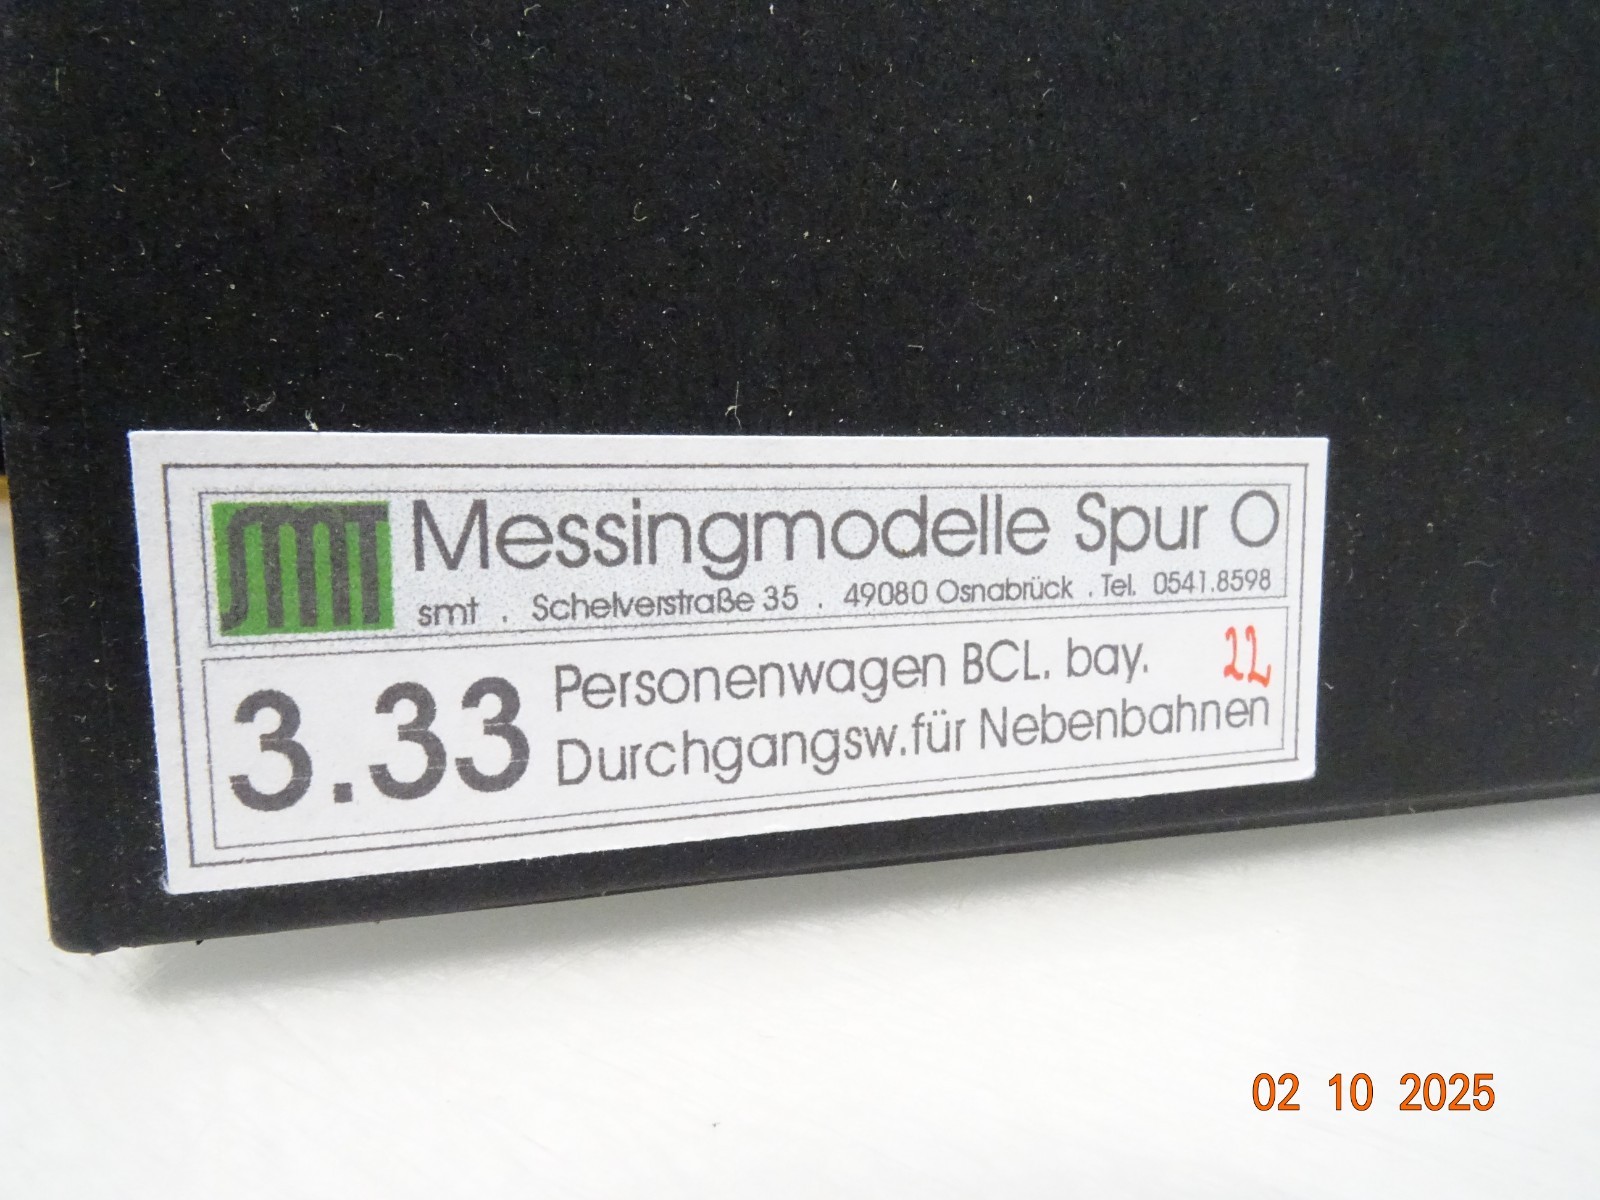 SMT
Messingmodelle Spur O
smt . Schelverstraße 35 . 49080 Osnabrück . Tel. 0541.8598
3.33
Personenwagen BCL. bay. 22
Durchgangsw.für Nebenbahnen
02 10 2025